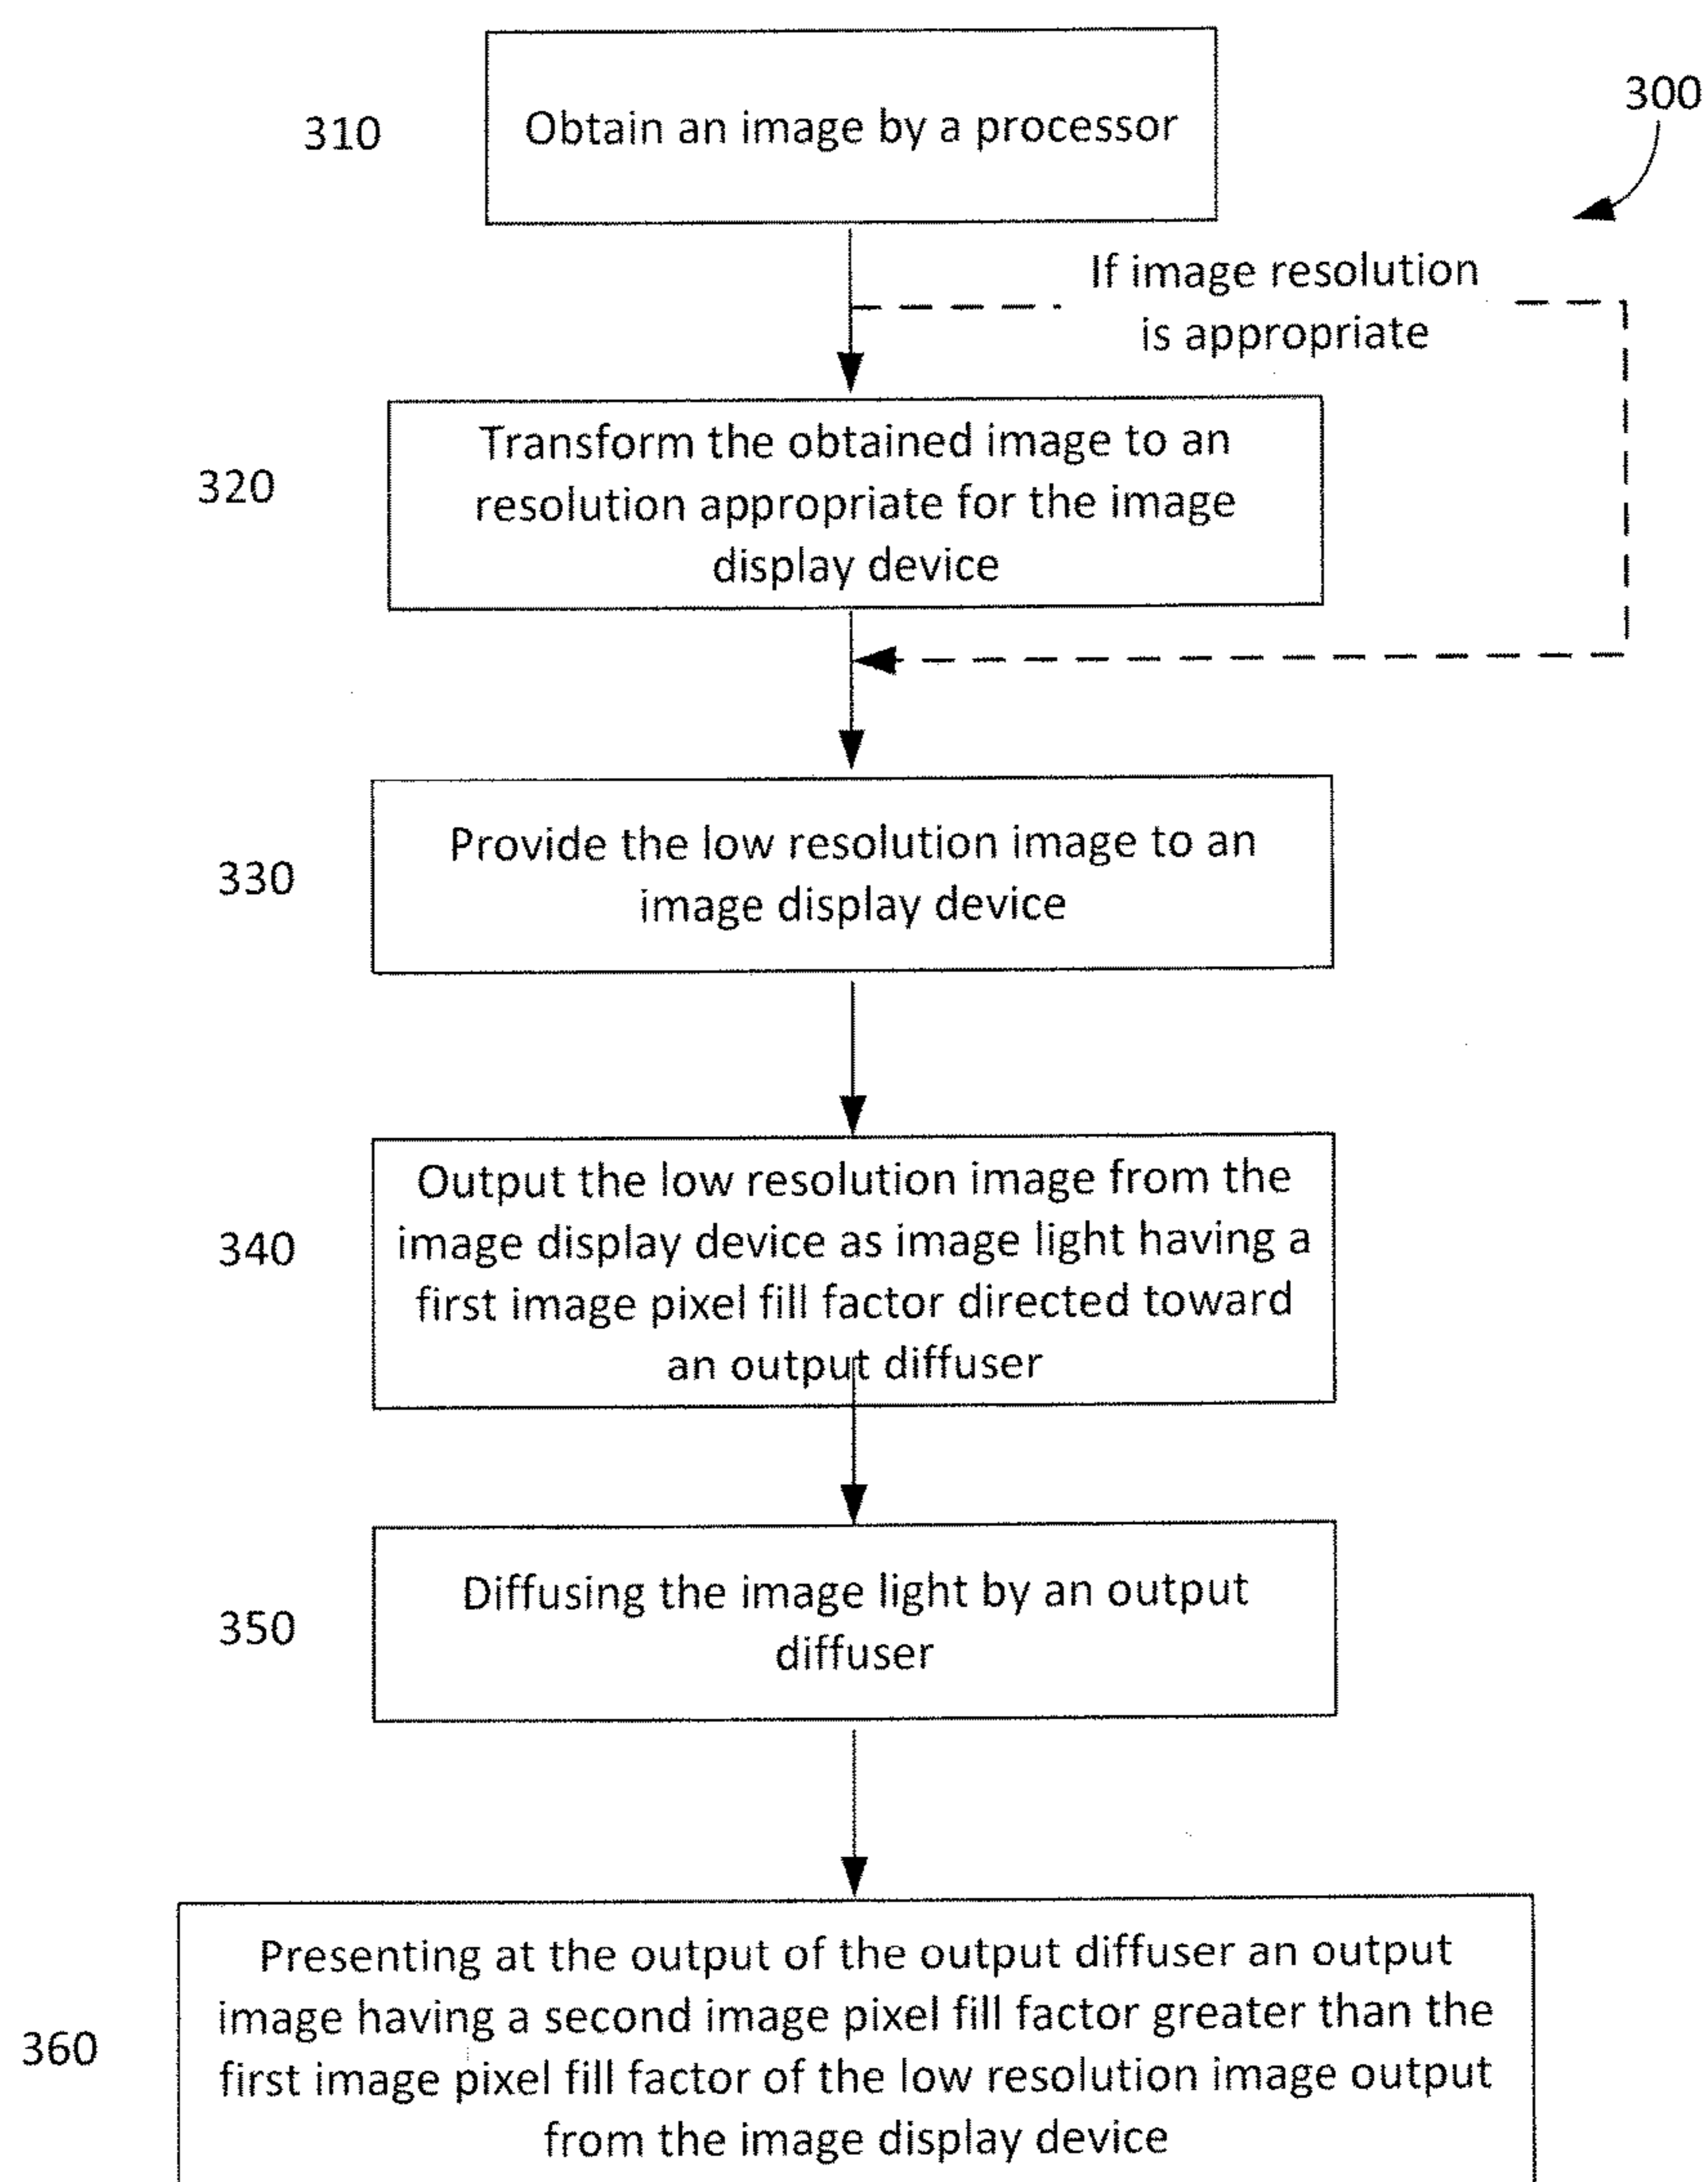 310
Obtain an image by a processor
300
If image resolution
is appropriate
320
Transform the obtained image to an
resolution appropriate for the image
display device
330
Provide the low resolution image to an
image display device
340
Output the low resolution image from the
image display device as image light having a
first image pixel fill factor directed toward
an output diffuser
350
Diffusing the image light by an output
diffuser
360
Presenting at the output of the output diffuser an output
image having a second image pixel fill factor greater than the
first image pixel fill factor of the low resolution image output
from the image display device